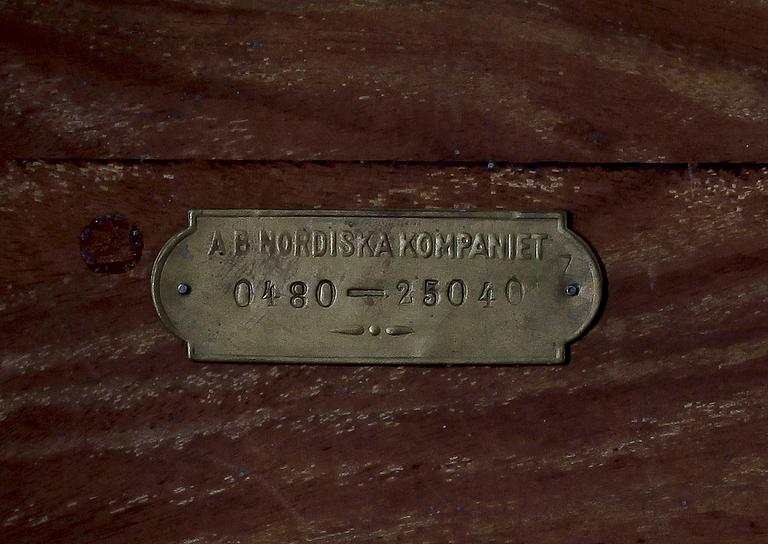 A B NORDISKA KOMPANIET
Z
0480 — 25040